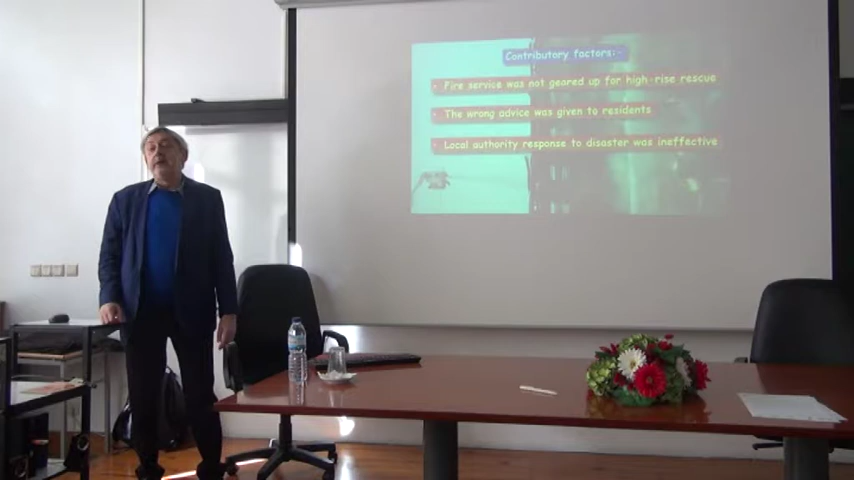 Contributory factors:-
• Fire service was not geared up for high-rise rescue
• The wrong advice was given to residents
• Local authority response to disaster was ineffective